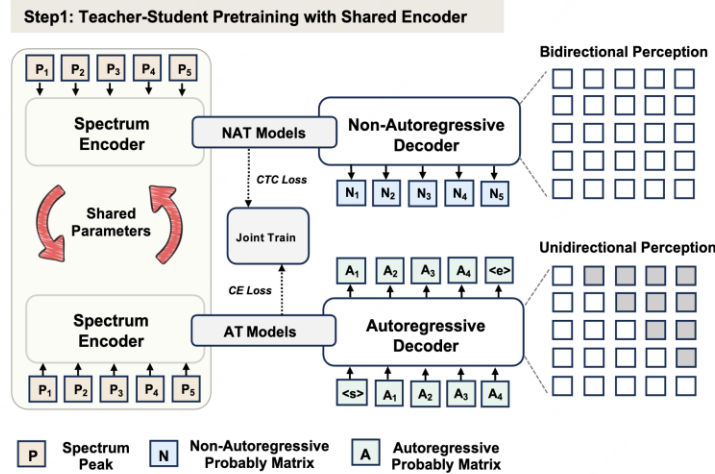 Step1: Teacher-Student Pretraining with Shared Encoder
P1 P2 P3 P4 P5
Spectrum
Encoder
NAT Models
Non-Autoregressive
Decoder
Bidirectional Perception
N1 N2 N3 N4 N5
CTC Loss
Shared
Parameters
Joint Train
CE Loss
Unidirectional Perception
A1 A2 A3 A4 <e>
Spectrum
Encoder
AT Models
Autoregressive
Decoder
P1 P2 P3 P4 P5
<s> A1 A2 A3 A4
P Spectrum
Peak
N Non-Autoregressive
Probably Matrix
A Autoregressive
Probably Matrix